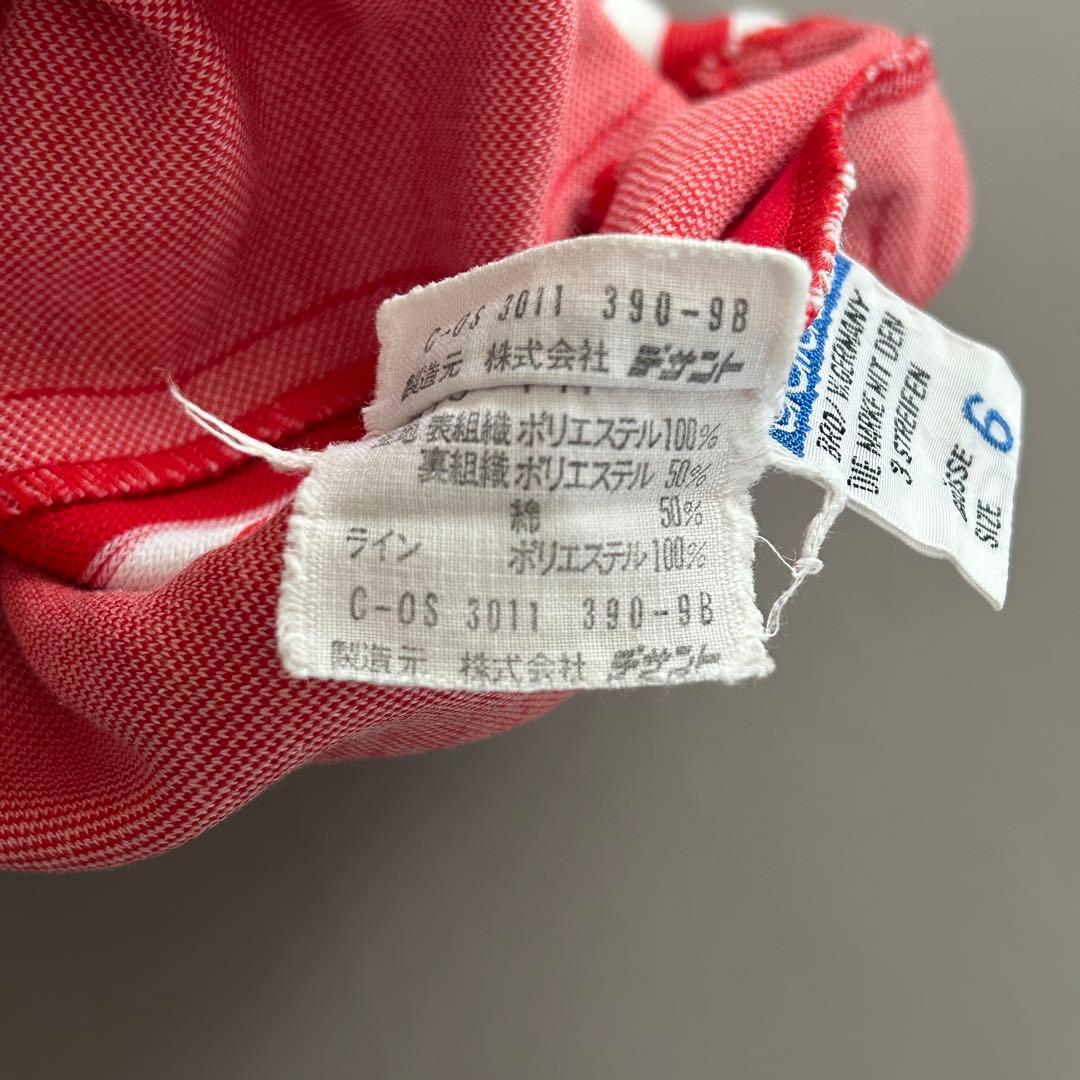 C-OS 3011 390-9B
製造元 株式会社 デサント
表組織 ポリエステル100%
裏組織 ポリエステル 50%
綿 50%
ライン ポリエステル100%
C-OS 3011 390-9B
製造元 株式会社 デサント
BRD/W.GERMANY
DIE MARKE MIT DEN
3 STREIFEN
GRÖSSE 6
SIZE